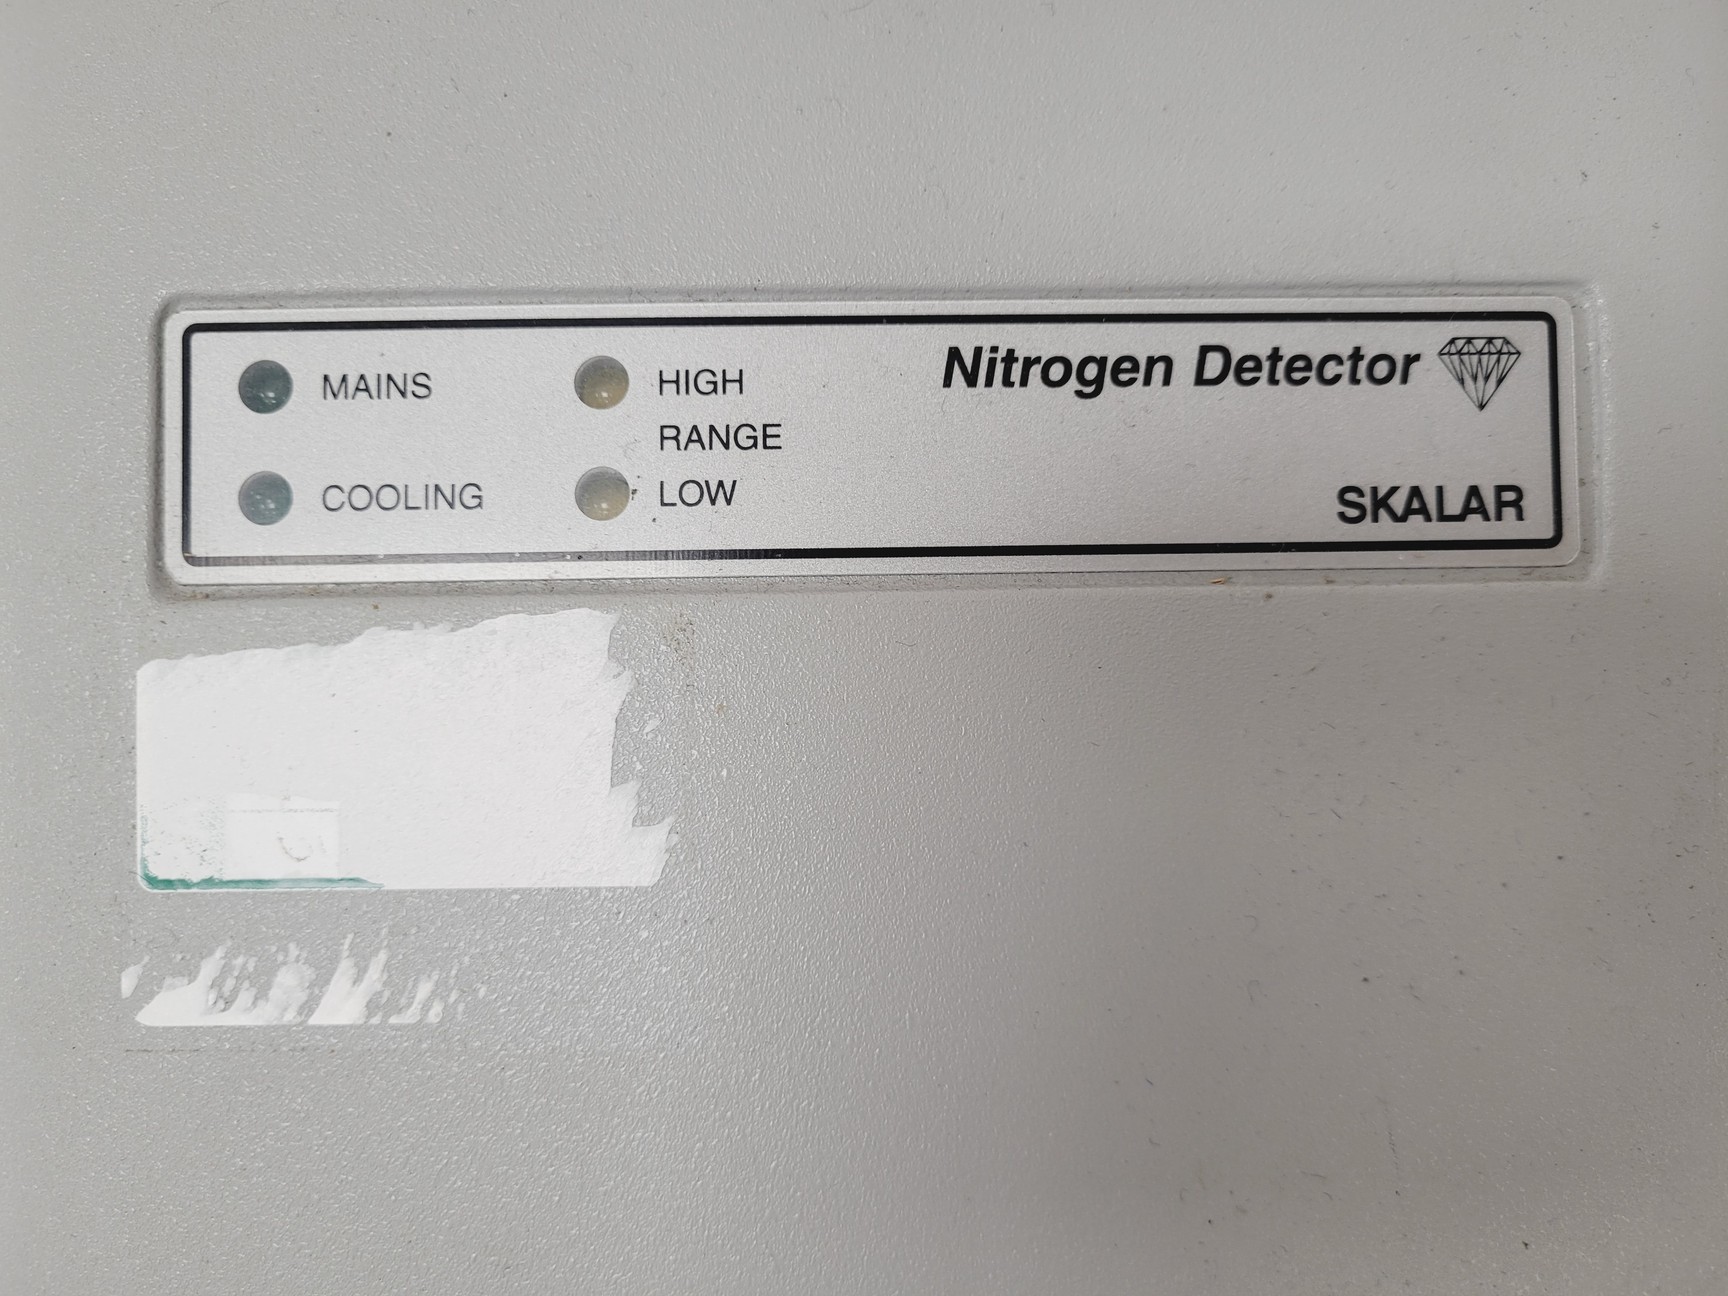 MAINS
COOLING
HIGH
RANGE
LOW
Nitrogen Detector
SKALAR